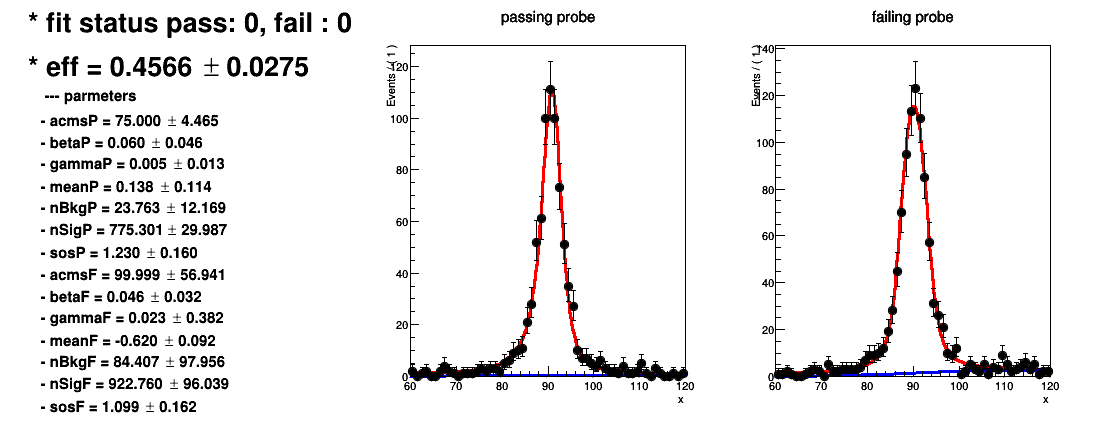 * fit status pass: 0, fail : 0
* eff = 0.4566 ± 0.0275
--- parmeters
- acmsP = 75.000 ± 4.465
- betaP = 0.060 ± 0.046
- gammaP = 0.005 ± 0.013
- meanP = 0.138 ± 0.114
- nBkgP = 23.763 ± 12.169
- nSigP = 775.301 ± 29.987
- sosP = 1.230 ± 0.160
- acmsF = 99.999 ± 56.941
- betaF = 0.046 ± 0.032
- gammaF = 0.023 ± 0.382
- meanF = -0.620 ± 0.092
- nBkgF = 84.407 ± 97.956
- nSigF = 922.760 ± 96.039
- sosF = 1.099 ± 0.162
passing probe
Events / ( 1 )
120
100
80
60
40
20
0
60 70 80 90 100 110 120
x
failing probe
Events / ( 1 )
140
120
100
80
60
40
20
0
60 70 80 90 100 110 120
x